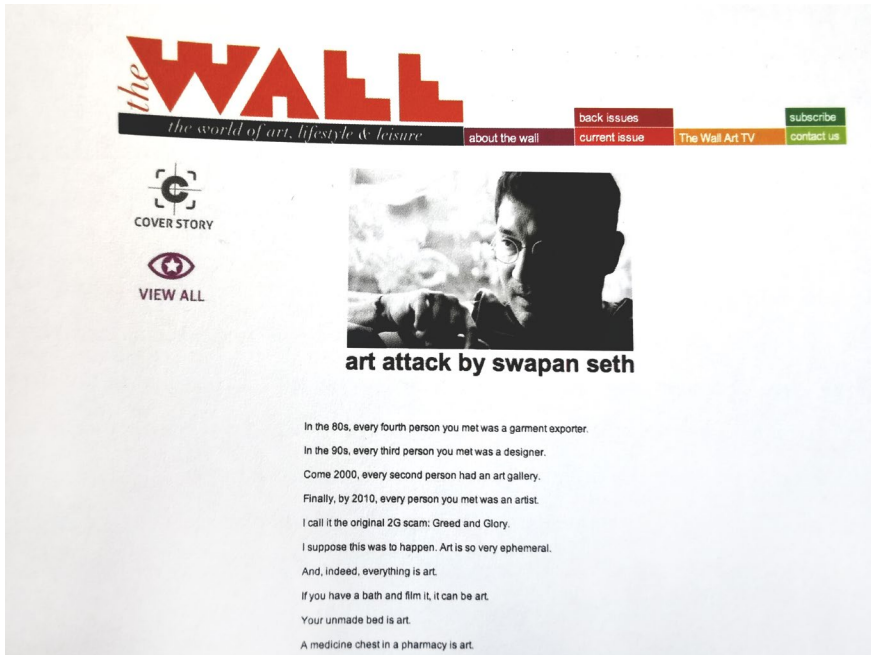 the WALL
the world of art, lifestyle & leisure
about the wall
back issues
current issue
The Wall Art TV
subscribe
contact us
C
COVER STORY
VIEW ALL
art attack by swapan seth
In the 80s, every fourth person you met was a garment exporter.
In the 90s, every third person you met was a designer.
Come 2000, every second person had an art gallery.
Finally, by 2010, every person you met was an artist.
I call it the original 2G scam: Greed and Glory.
I suppose this was to happen. Art is so very ephemeral.
And, indeed, everything is art.
If you have a bath and film it, it can be art.
Your unmade bed is art.
A medicine chest in a pharmacy is art.